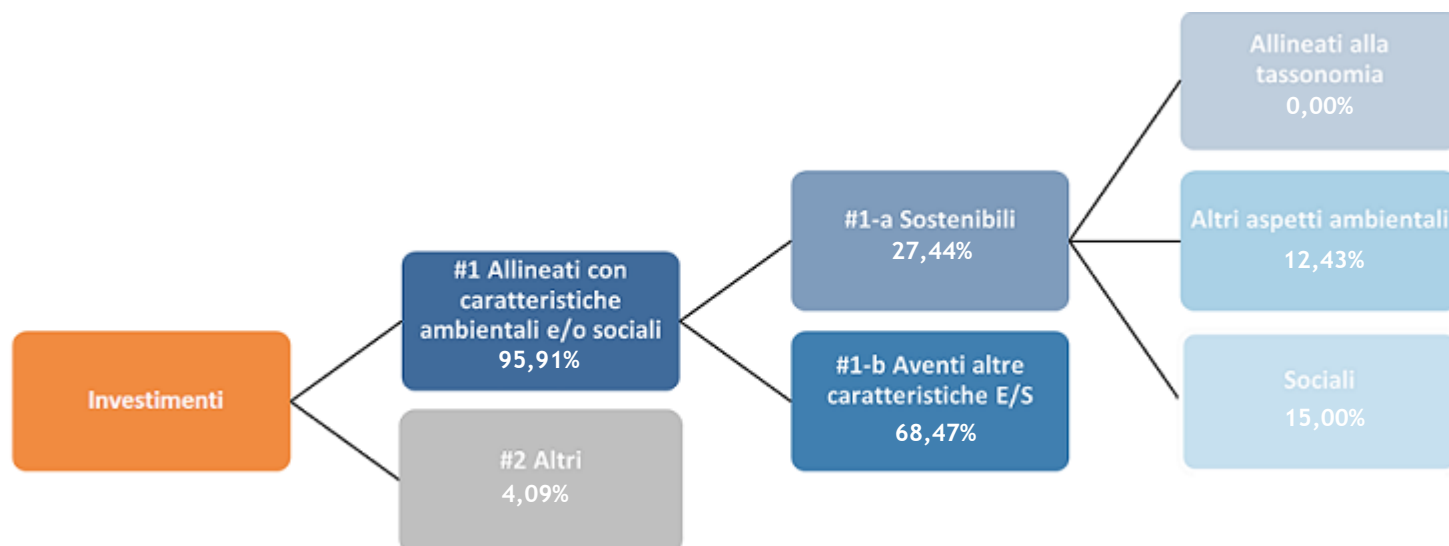 Investimenti
#1 Allineati con
caratteristiche
ambientali e/o sociali
95,91%
#2 Altri
4,09%
#1-a Sostenibili
27,44%
#1-b Aventi altre
caratteristiche E/S
68,47%
Allineati alla
tassonomia
0,00%
Altri aspetti ambientali
12,43%
Sociali
15,00%